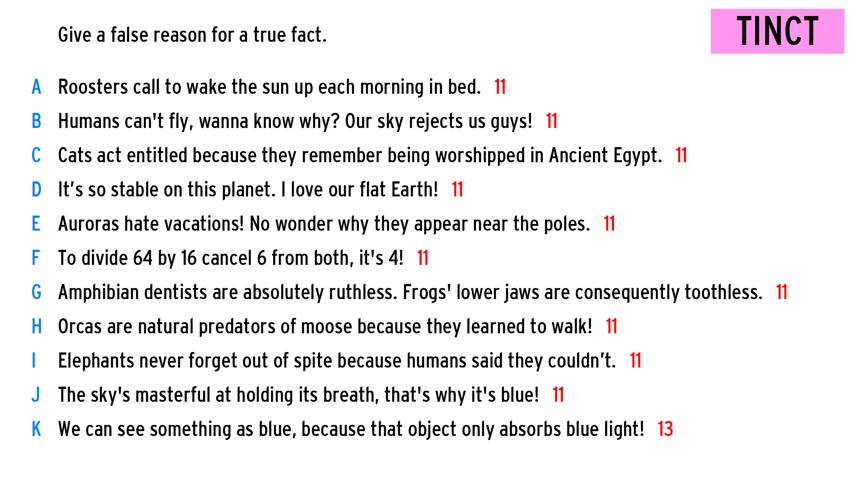 Give a false reason for a true fact.
TINCT
A Roosters call to wake the sun up each morning in bed. 11
B Humans can't fly, wanna know why? Our sky rejects us guys! 11
C Cats act entitled because they remember being worshipped in Ancient Egypt. 11
D It’s so stable on this planet. I love our flat Earth! 11
E Auroras hate vacations! No wonder why they appear near the poles. 11
F To divide 64 by 16 cancel 6 from both, it's 4! 11
G Amphibian dentists are absolutely ruthless. Frogs' lower jaws are consequently toothless. 11
H Orcas are natural predators of moose because they learned to walk! 11
I Elephants never forget out of spite because humans said they couldn’t. 11
J The sky's masterful at holding its breath, that's why it's blue! 11
K We can see something as blue, because that object only absorbs blue light! 13